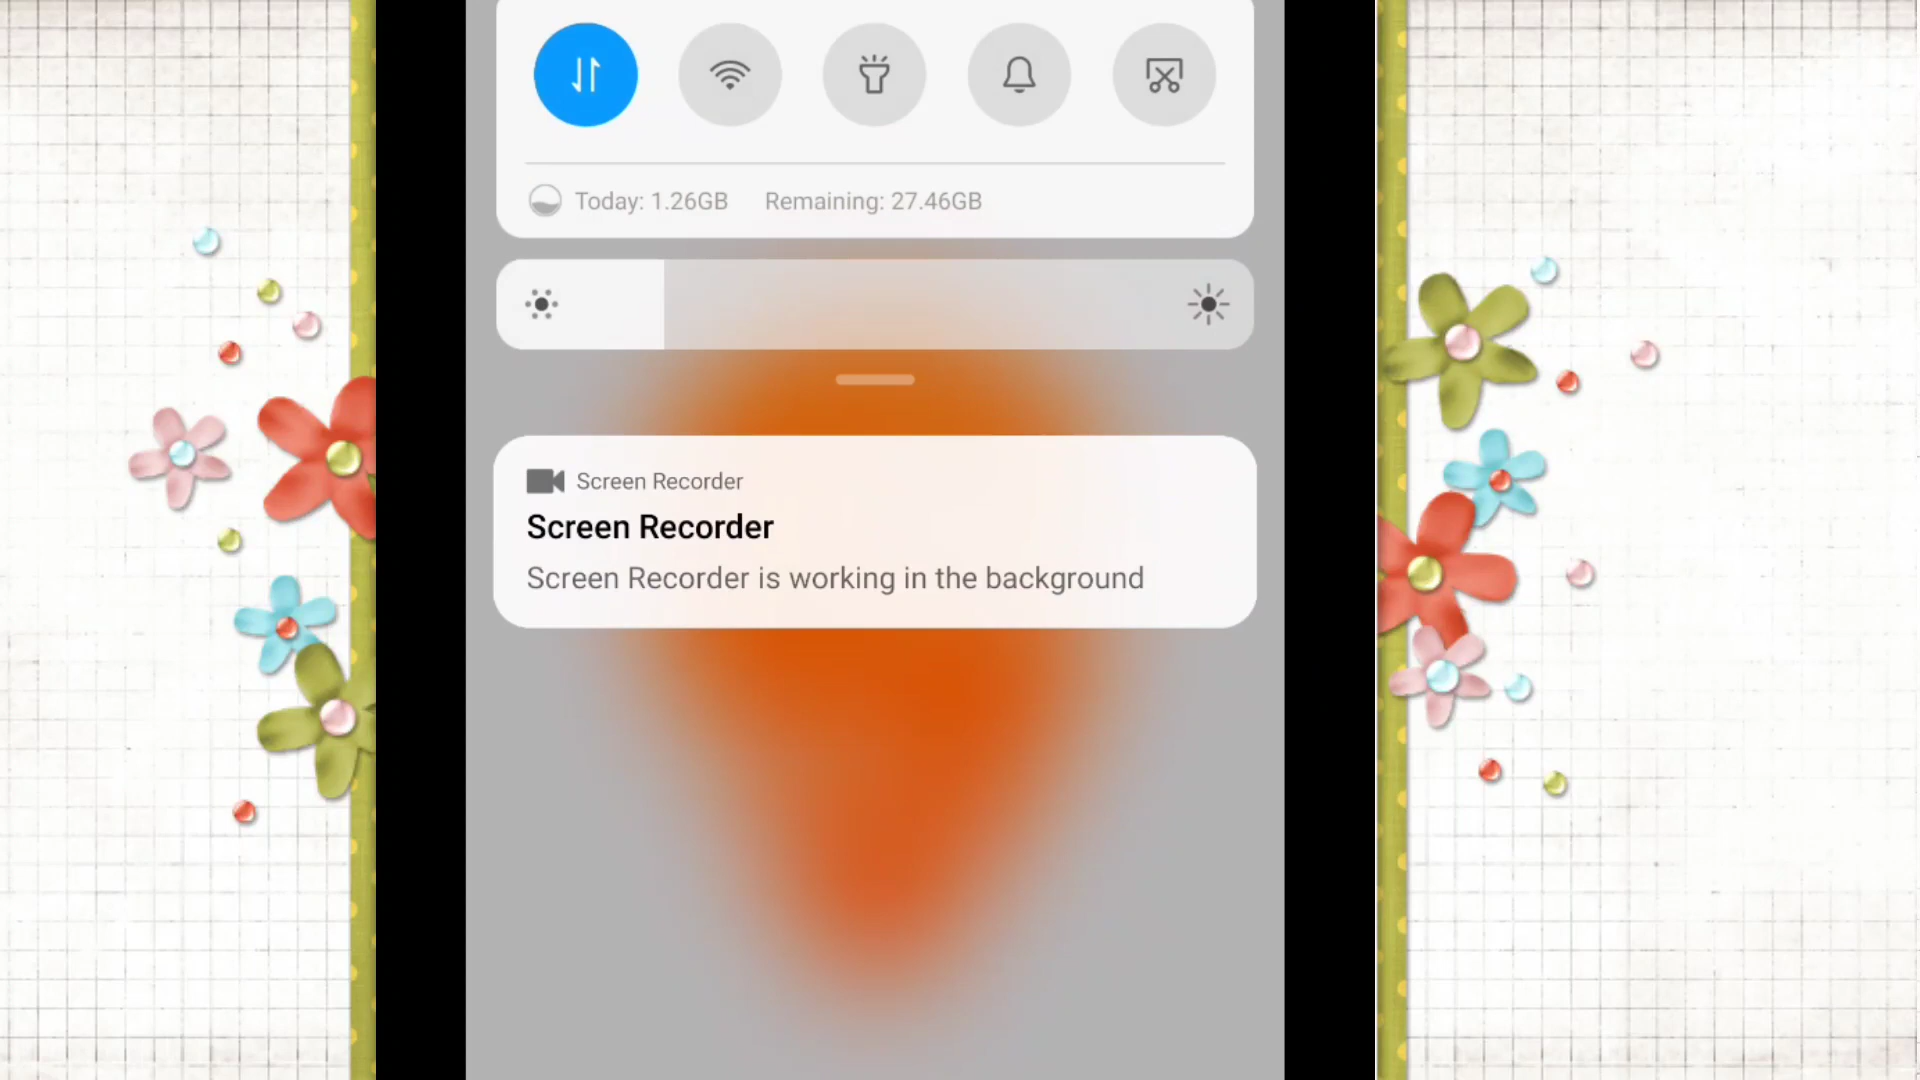 Today: 1.26GB Remaining: 27.46GB
Screen Recorder
Screen Recorder
Screen Recorder is working in the background